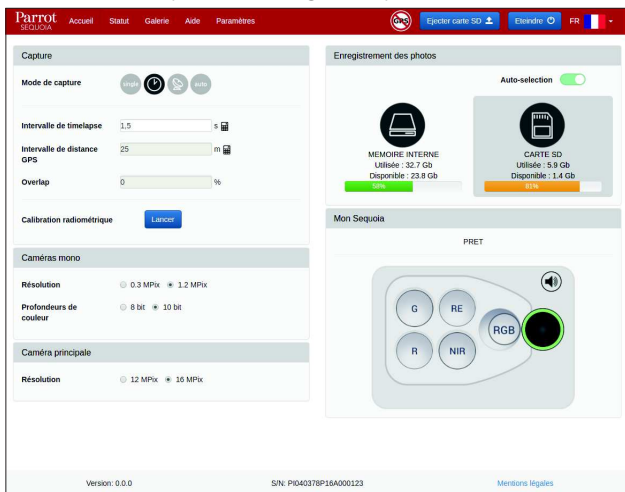 Parrot
SEQUOIA
Accueil
Statut
Galerie
Aide
Paramètres
GPS
Ejecter carte SD
Eteindre
FR
Capture
Mode de capture
single
auto
Intervalle de timelapse
1,5
s
Intervalle de distance
GPS
25
m
Overlap
0
%
Calibration radiométrique
Lancer
Caméras mono
Résolution
0.3 MPix
1.2 MPix
Profondeurs de
couleur
8 bit
10 bit
Caméra principale
Résolution
12 MPix
16 MPix
Enregistrement des photos
Auto-selection
MEMOIRE INTERNE
Utilisée : 32.7 Gb
Disponible : 23.8 Gb
58%
CARTE SD
Utilisée : 5.9 Gb
Disponible : 1.4 Gb
81%
Mon Sequoia
PRET
G
RE
RGB
R
NIR
Version: 0.0.0
S/N: PI040378P16A000123
Mentions légales